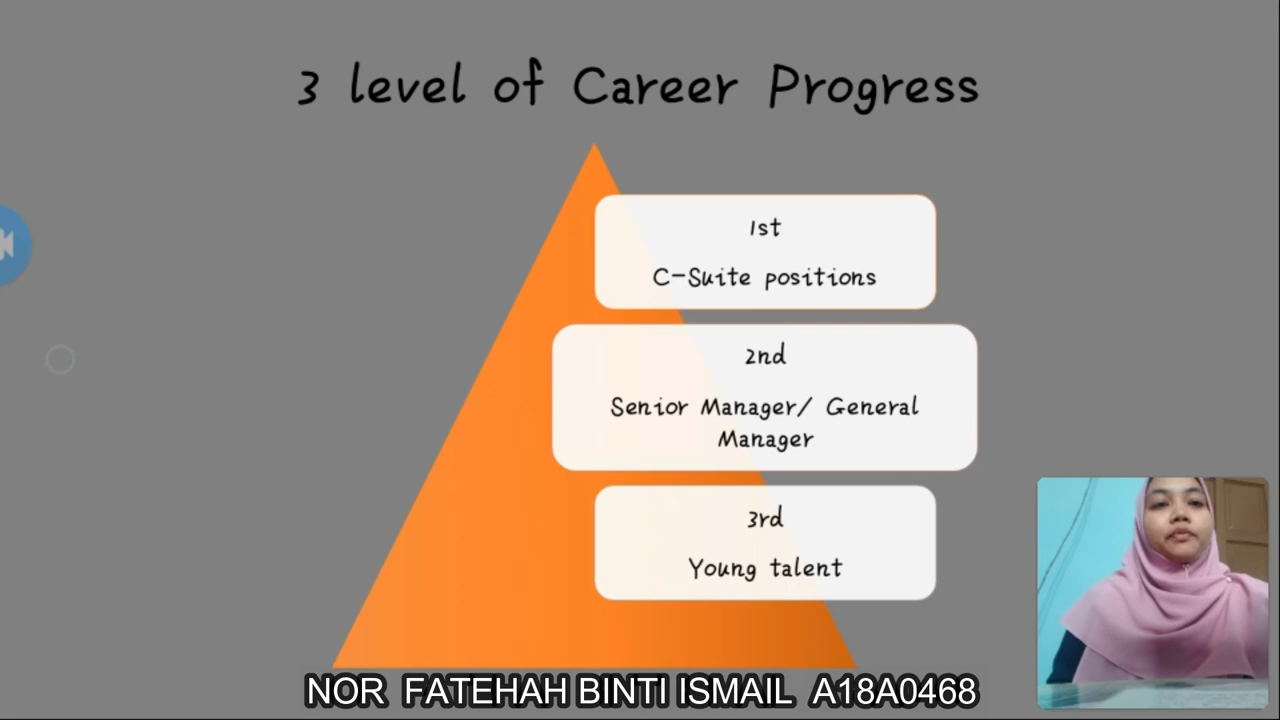 3 level of Career Progress
1st
C-Suite positions
2nd
Senior Manager/ General
Manager
3rd
Young talent
NOR FATEHAH BINTI ISMAIL A18A0468